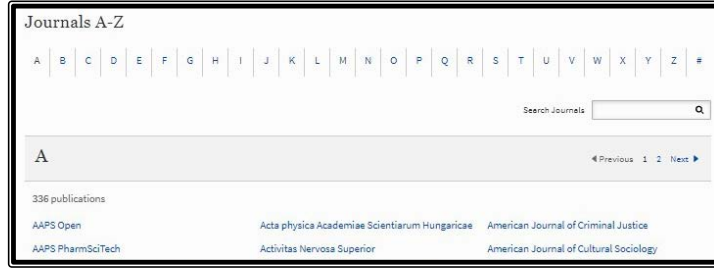 Journals A-Z
A B C D E F G H I J K L M N O P Q R S T U V W X Y Z #
Search Journals
A
Previous 1 2 Next
336 publications
AAPS Open Acta physica Academiae Scientiarum Hungaricae American Journal of Criminal Justice
AAPS PharmSciTech Activitas Nervosa Superior American Journal of Cultural Sociology